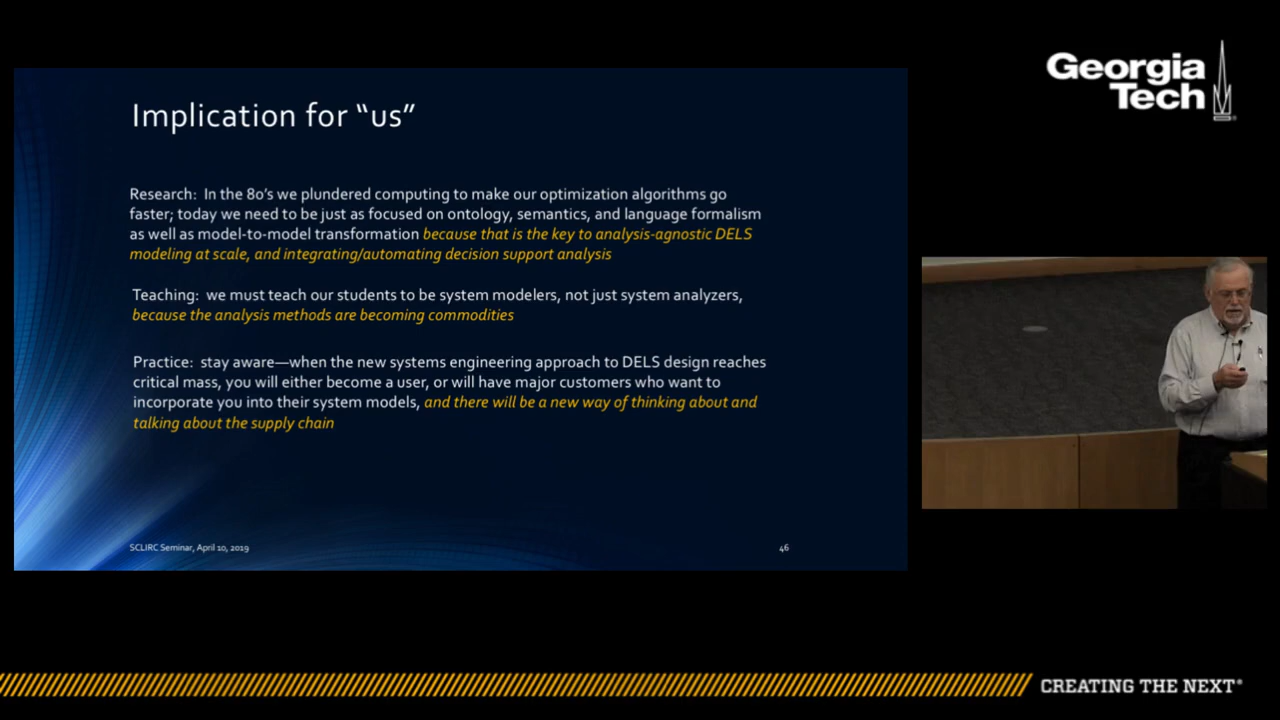 Georgia
Tech
Implication for “us”
Research: In the 80’s we plundered computing to make our optimization algorithms go
faster; today we need to be just as focused on ontology, semantics, and language formalism
as well as model-to-model transformation because that is the key to analysis-agnostic DELS
modeling at scale, and integrating/automating decision support analysis
Teaching: we must teach our students to be system modelers, not just system analyzers,
because the analysis methods are becoming commodities
Practice: stay aware—when the new systems engineering approach to DELS design reaches
critical mass, you will either become a user, or will have major customers who want to
incorporate you into their system models, and there will be a new way of thinking about and
talking about the supply chain
SCLIRC Seminar, April 10, 2019
46
CREATING THE NEXT®